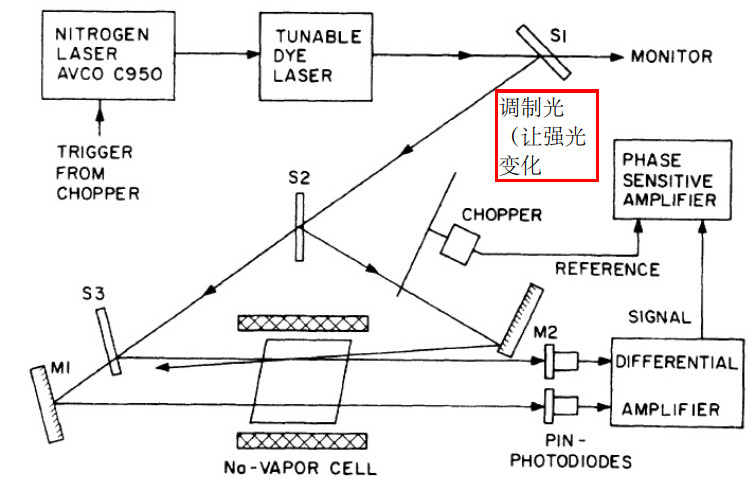 NITROGEN
LASER
AVCO C950
TUNABLE
DYE
LASER
S1
MONITOR
调制光
（让强光
变化
TRIGGER
FROM
CHOPPER
S2
CHOPPER
PHASE
SENSITIVE
AMPLIFIER
REFERENCE
S3
SIGNAL
M1
M2
DIFFERENTIAL
AMPLIFIER
Na-VAPOR CELL
PIN-
PHOTODIODES